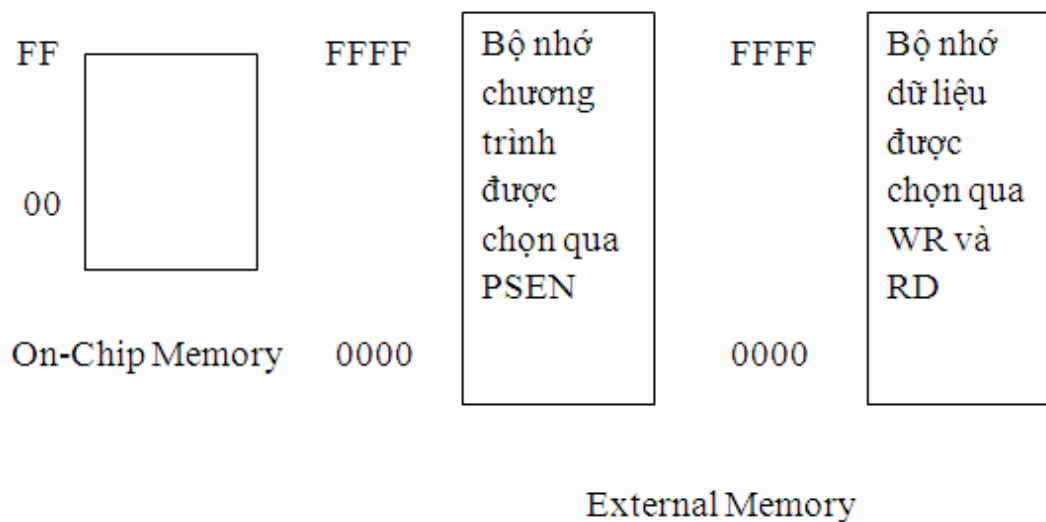 FF
00
On-Chip Memory
FFFF
0000
Bộ nhớ
chương
trình
được
chọn qua
PSEN
FFFF
0000
Bộ nhớ
dữ liệu
được
chọn qua
WR và
RD
External Memory